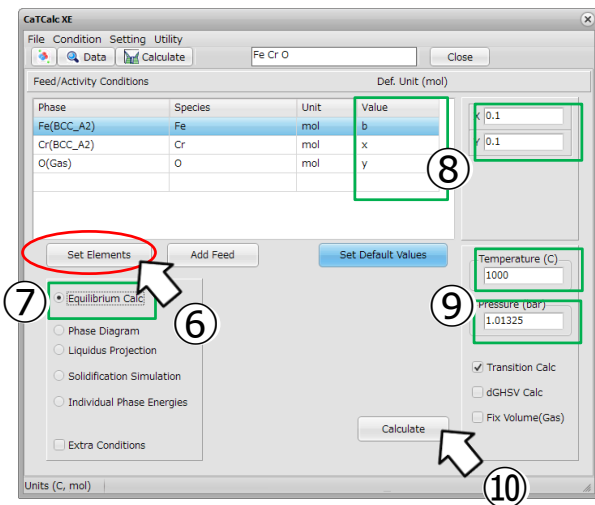 CaTCalc XE
File Condition Setting Utility
Data Calculate Fe Cr O Close
Feed/Activity Conditions Def. Unit (mol)
Phase Species Unit Value
Fe(BCC_A2) Fe mol b
Cr(BCC_A2) Cr mol x
O(Gas) O mol y
X 0.1
Y 0.1
⑧
Set Elements Add Feed Set Default Values
Temperature (C)
1000
Pressure (bar)
1.01325
⑨
⑦
Equilibrium Calc
⑥
Phase Diagram
Liquidus Projection
Solidification Simulation
Individual Phase Energies
Extra Conditions
Transition Calc
dGHSV Calc
Fix Volume(Gas)
Calculate
⑩
Units (C, mol)